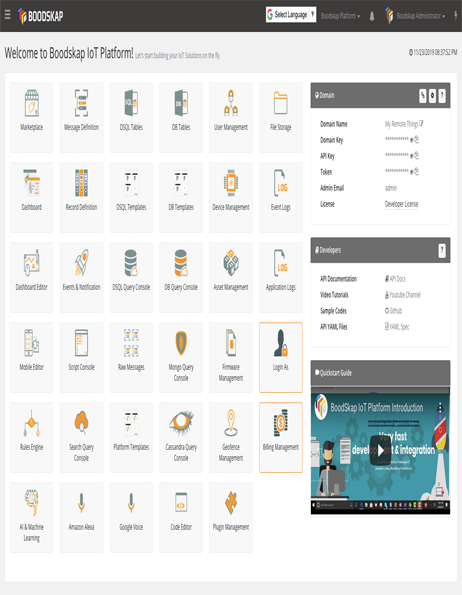 BOODSKAP
Select Language ▼
Boodskap Platform
Boodskap Administrator
Welcome to Boodskap IoT Platform! Let's start building your IoT Solutions on the fly.
11/23/2019 08:37:52 PM
Marketplace
Message Definition
SQL
DSQL Tables
DB
DB Tables
User Management
File Storage
Dashboard
Record Definition
DSQL Templates
DB Templates
Device Management
LOG
Event Logs
Dashboard Editor
Events & Notification
DSQL Query Console
DB Query Console
Asset Management
LOG
Application Logs
Mobile Editor
Script Console
Raw Messages
Mongo Query
Console
Firmware
Management
Login As
Rules Engine
Search Query
Console
Platform Templates
Cassandra Query
Console
Geofence
Management
Billing Management
AI & Machine
Learning
Amazon Alexa
Google Voice
Code Editor
Plugin Management
Domain
?
Domain Name
My Remote Things
Domain Key
***********
API Key
***********
Token
***********
Admin Email
admin
License
Developer License
Developers
?
API Documentation
API Docs
Video Tutorials
Youtube Channel
Sample Codes
Github
API YAML Files
YAML Spec
Quickstart Guide
BoodSkap IoT Platform Introduction
Very fast
development & integration